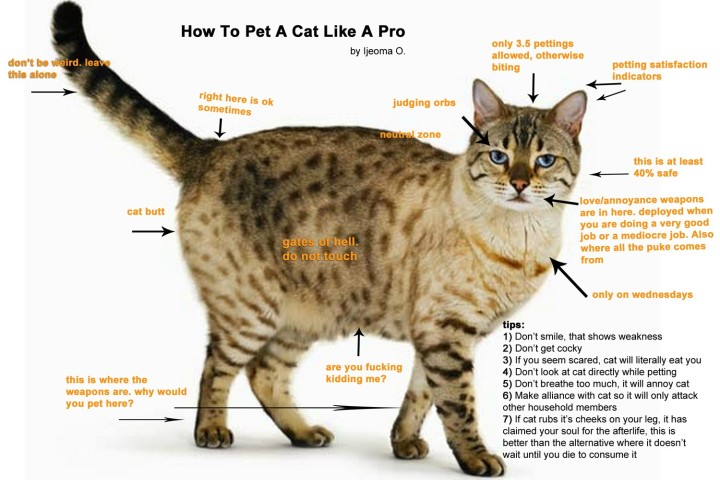 How To Pet A Cat Like A Pro
by Ijeoma O.
don't be weird. leave
this alone
right here is ok
sometimes
judging orbs
neutral zone
only 3.5 pettings
allowed, otherwise
biting
petting satisfaction
indicators
this is at least
40% safe
love/annoyance weapons
are in here. deployed when
you are doing a very good
job or a mediocre job. Also
where all the puke comes
from
only on wednesdays
cat butt
gates of hell.
do not touch
are you fucking
kidding me?
this is where the
weapons are. why would
you pet here?
tips:
1) Don't smile, that shows weakness
2) Don't get cocky
3) If you seem scared, cat will literally eat you
4) Don't look at cat directly while petting
5) Don't breathe too much, it will annoy cat
6) Make alliance with cat so it will only attack
other household members
7) If cat rubs it's cheeks on your leg, it has
claimed your soul for the afterlife, this is
better than the alternative where it doesn't
wait until you die to consume it